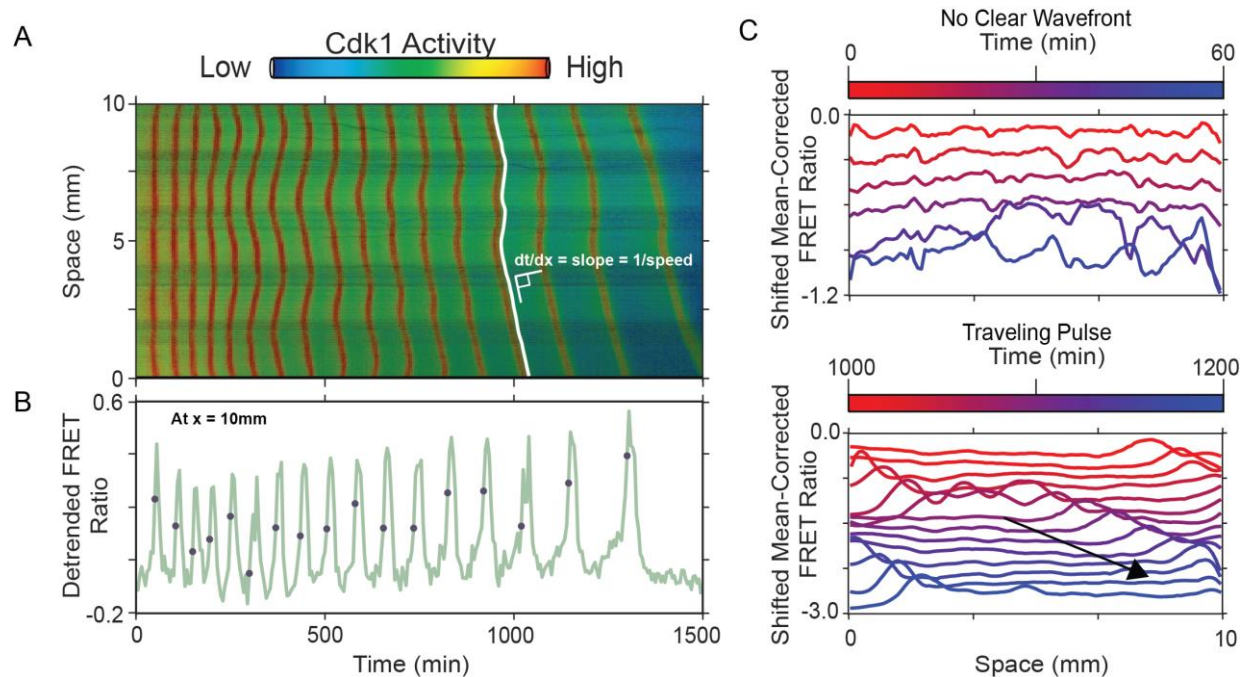 A
Cdk1 Activity
Low
High
10
5
0
Space (mm)
dt/dx = slope = 1/speed
B
0.6
-0.2
Detrended FRET
Ratio
At x = 10mm
0
500
1000
1500
Time (min)
C
No Clear Wavefront
Time (min)
0
60
0.0
-1.2
Shifted Mean-Corrected
FRET Ratio
Traveling Pulse
Time (min)
1000
1200
0.0
-3.0
Shifted Mean-Corrected
FRET Ratio
0
10
Space (mm)